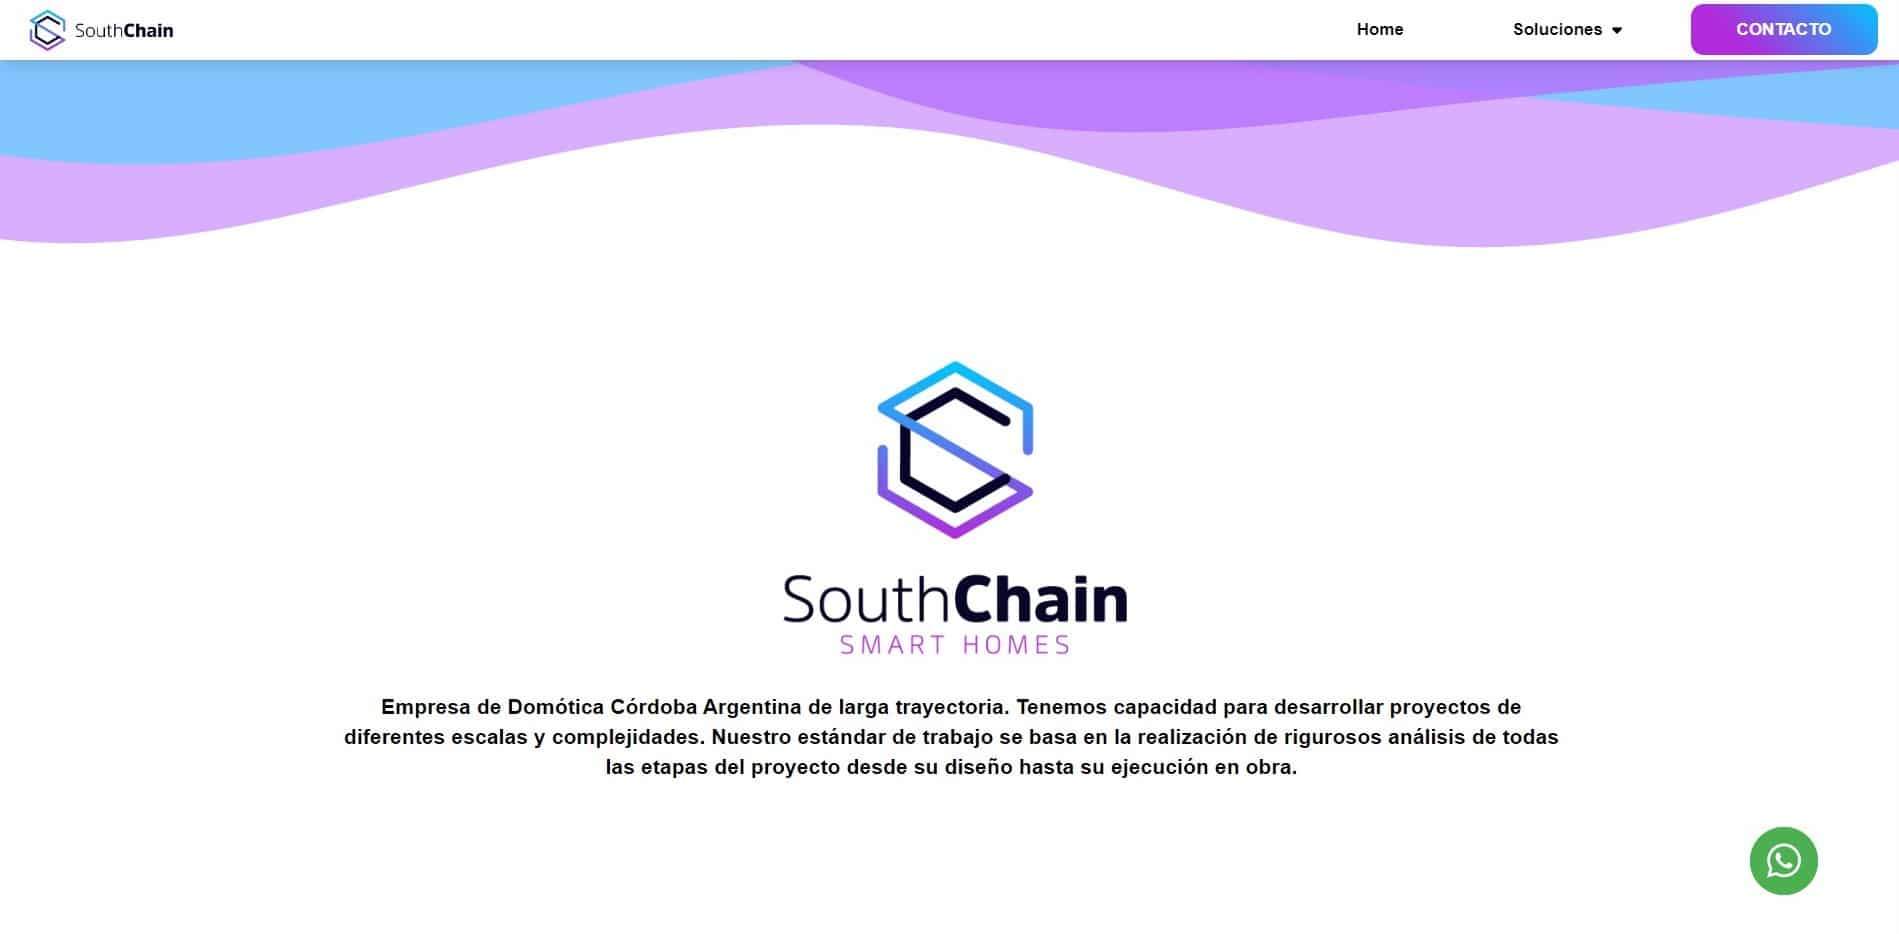 SouthChain
Home
Soluciones
CONTACTO
SouthChain
SMART HOMES
Empresa de Domótica Córdoba Argentina de larga trayectoria. Tenemos capacidad para desarrollar proyectos de
diferentes escalas y complejidades. Nuestro estándar de trabajo se basa en la realización de rigurosos análisis de todas
las etapas del proyecto desde su diseño hasta su ejecución en obra.